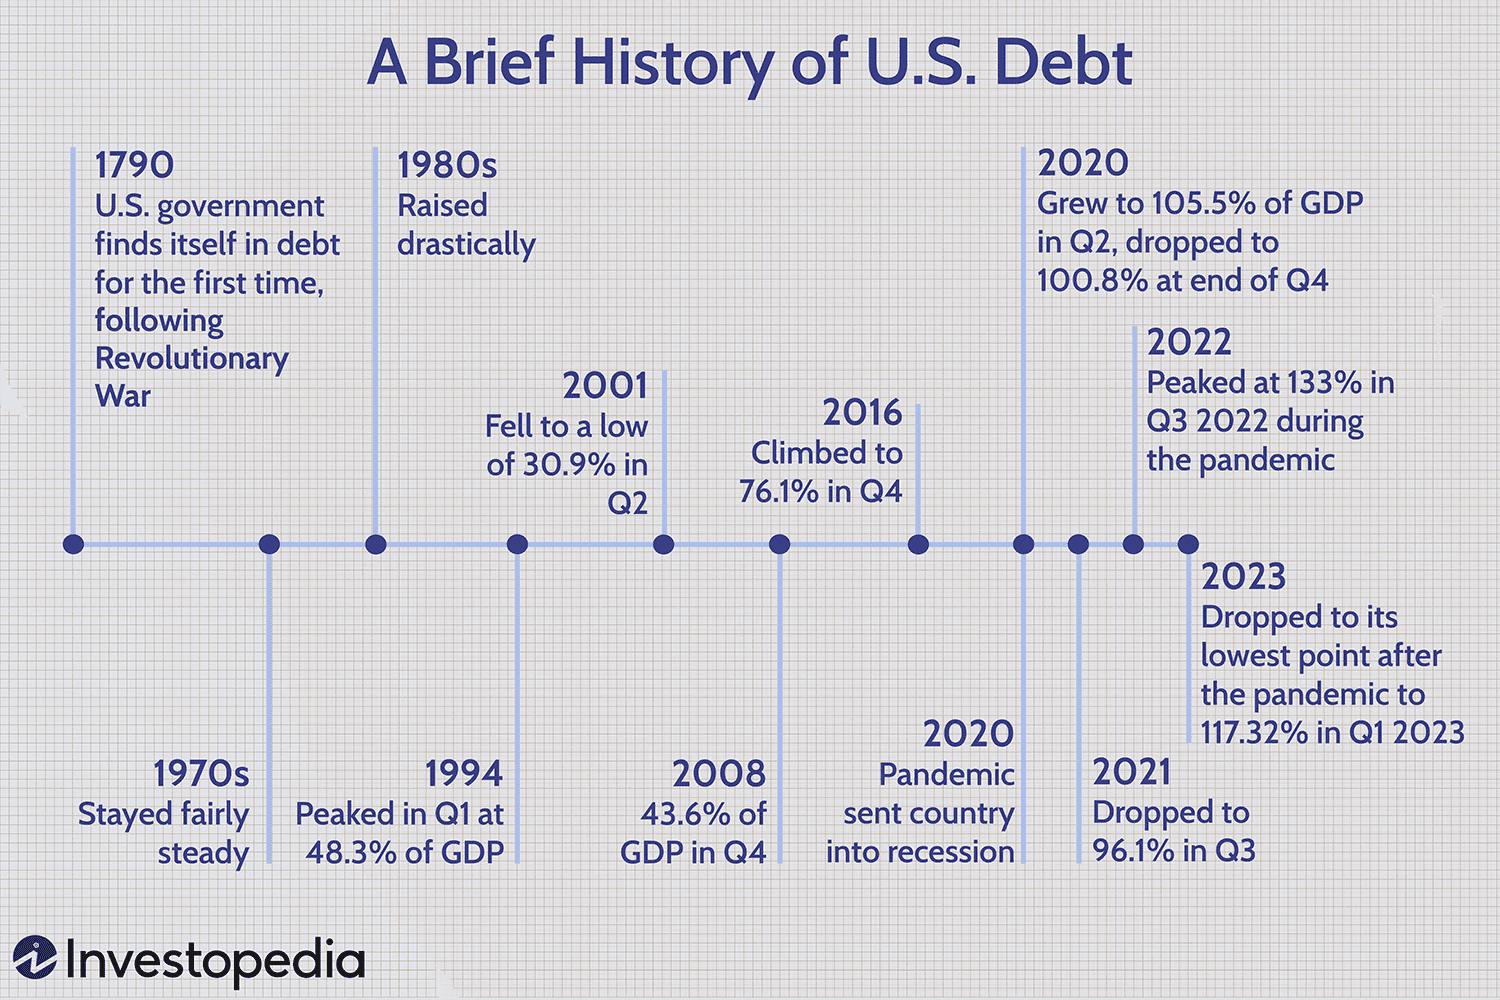 A Brief History of U.S. Debt
1790
U.S. government
finds itself in debt
for the first time,
following
Revolutionary
War
1970s
Stayed fairly
steady
1980s
Raised
drastically
1994
Peaked in Q1 at
48.3% of GDP
2001
Fell to a low
of 30.9% in
Q2
2008
43.6% of
GDP in Q4
2016
Climbed to
76.1% in Q4
2020
Grew to 105.5% of GDP
in Q2, dropped to
100.8% at end of Q4
2020
Pandemic
sent country
into recession
2021
Dropped to
96.1% in Q3
2022
Peaked at 133% in
Q3 2022 during
the pandemic
2023
Dropped to its
lowest point after
the pandemic to
117.32% in Q1 2023
Investopedia